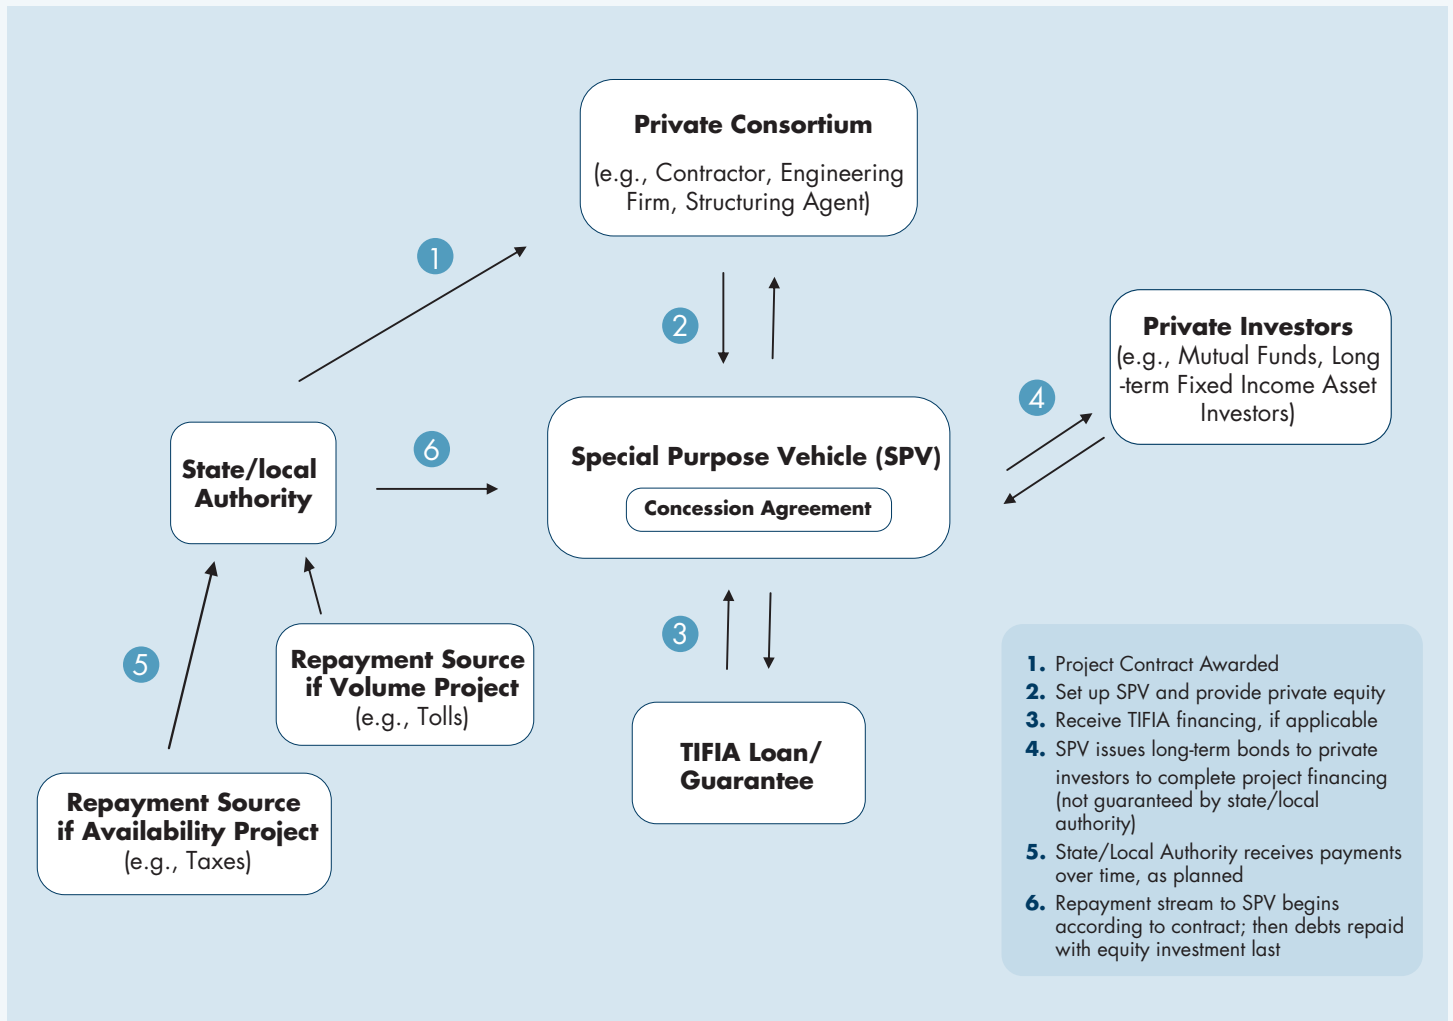 Private Consortium
(e.g., Contractor, Engineering
Firm, Structuring Agent)
1
2
Private Investors
(e.g., Mutual Funds, Long
-term Fixed Income Asset
Investors)
4
State/local
Authority
6
Special Purpose Vehicle (SPV)
Concession Agreement
3
5
Repayment Source
if Volume Project
(e.g., Tolls)
TIFIA Loan/
Guarantee
Repayment Source
if Availability Project
(e.g., Taxes)
1. Project Contract Awarded
2. Set up SPV and provide private equity
3. Receive TIFIA financing, if applicable
4. SPV issues long-term bonds to private
investors to complete project financing
(not guaranteed by state/local
authority)
5. State/Local Authority receives payments
over time, as planned
6. Repayment stream to SPV begins
according to contract; then debts repaid
with equity investment last